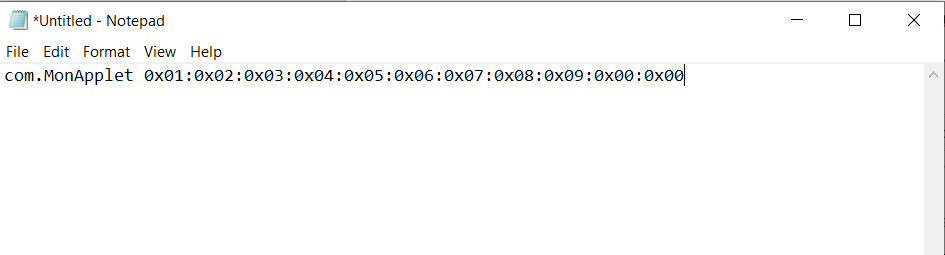 *Untitled - Notepad
File Edit Format View Help
com.MonApplet 0x01:0x02:0x03:0x04:0x05:0x06:0x07:0x08:0x09:0x00:0x00